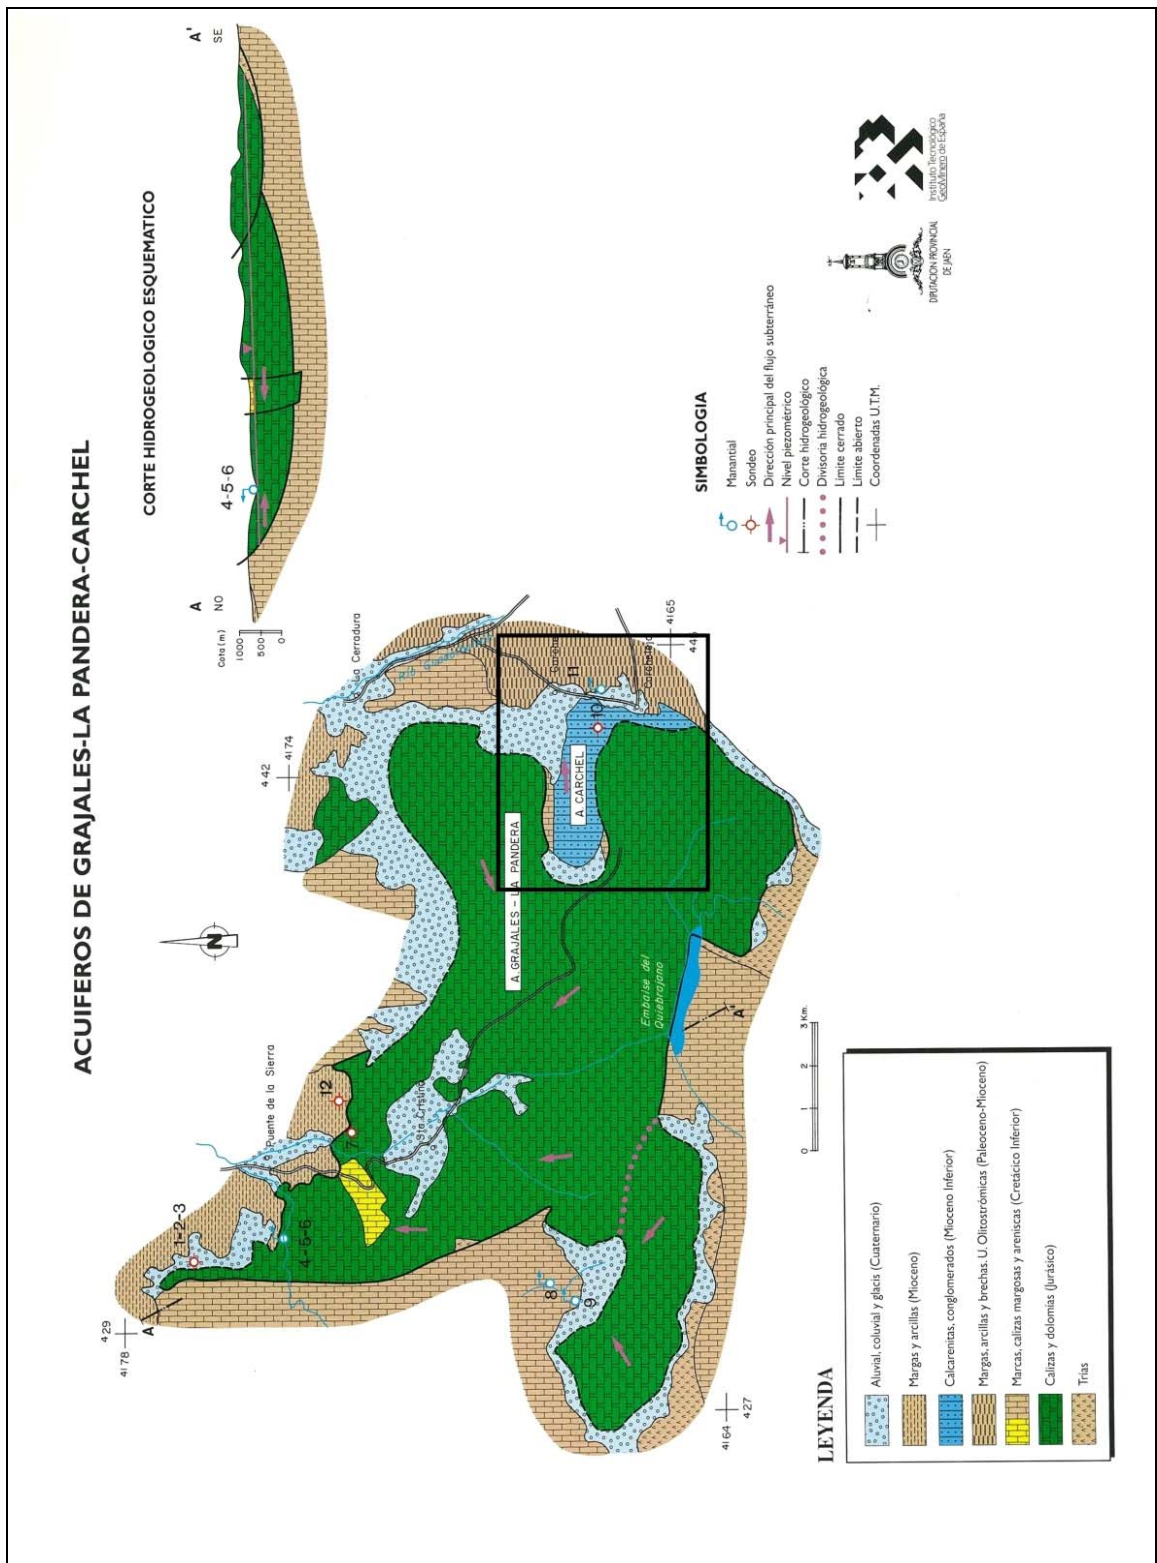 ACUIFEROS DE GRAJALES-LA PANDERA-CARCHEL
CORTE HIDROGEOLOGICO ESQUEMATICO
A
NO
A'
SE
Cota (m)
1000
500
0
4-5-6
N
429
4178
A
1-2-3
Puente de la Sierra
4-5-6
7
12
Sta Cristina
8
9
442
4174
La Cerradura
A. GRAJALES - LA PANDERA
A. CARCHEL
10
11
4165
Embalse del
Quiebrajano
A'
4164
427
0 1 2 3 Km.
SIMBOLOGIA
Manantial
Sondeo
Dirección principal del flujo subterráneo
Nivel piezométrico
Corte hidrogeológico
Divisoria hidrogeológica
Límite cerrado
Límite abierto
Coordenadas U.T.M.
DIPUTACION PROVINCIAL
DE JAEN
Instituto Tecnológico
GeoMinero de España
LEYENDA
Aluvial, coluvial y glacis (Cuaternario)
Margas y arcillas (Mioceno)
Calcarenitas, conglomerados (Mioceno Inferior)
Margas, arcillas y brechas. U. Olitostrómicas (Paleoceno-Mioceno)
Marcas, calizas margosas y areniscas (Cretácico Inferior)
Calizas y dolomías (Jurásico)
Trias